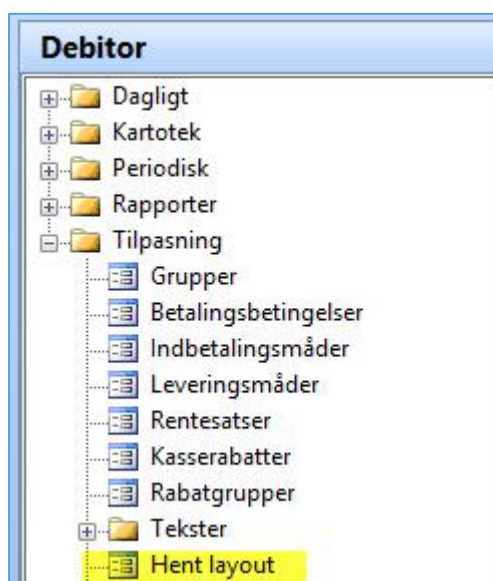 Debitor
Dagligt
Kartotek
Periodisk
Rapporter
Tilpasning
Grupper
Betalingsbetingelser
Indbetalingsmåder
Leveringsmåder
Rentesatser
Kasserabatter
Rabatgrupper
Tekster
Hent layout